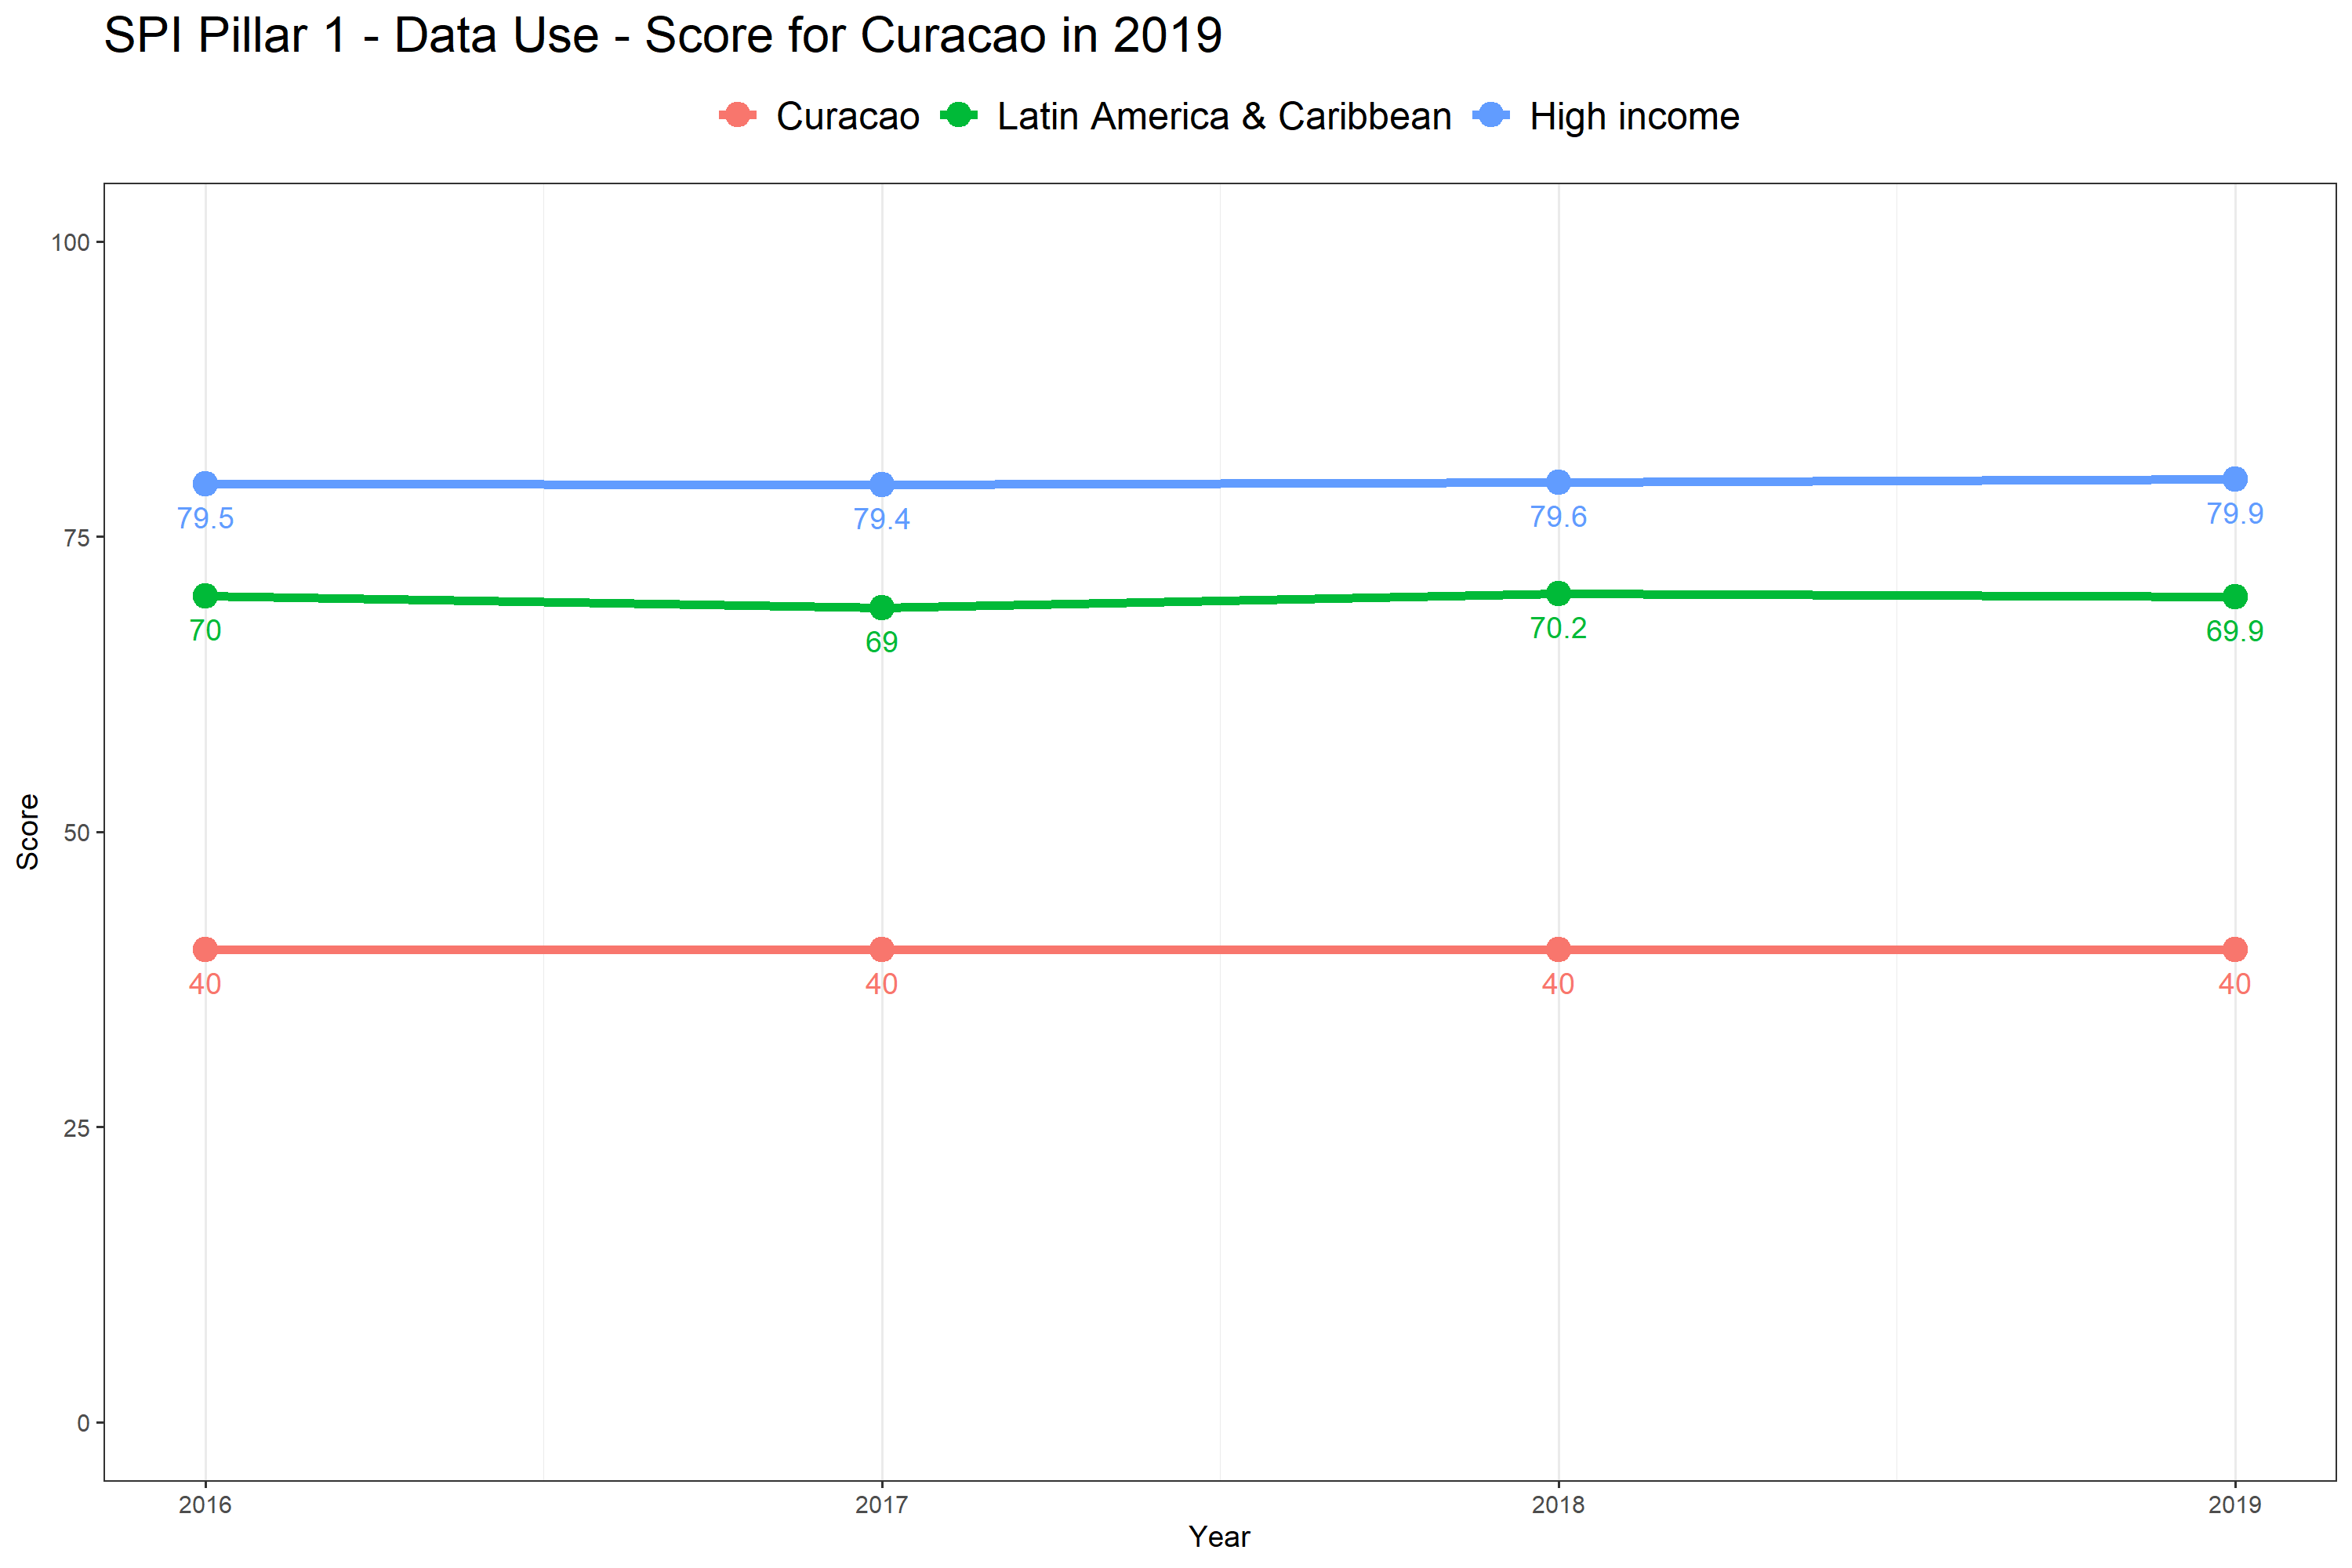 SPI Pillar 1 - Data Use - Score for Curacao in 2019
Curacao Latin America & Caribbean High income
100
75
50
25
0
Score
79.5 79.4 79.6 79.9
70 69 70.2 69.9
40 40 40 40
2016 2017 2018 2019
Year